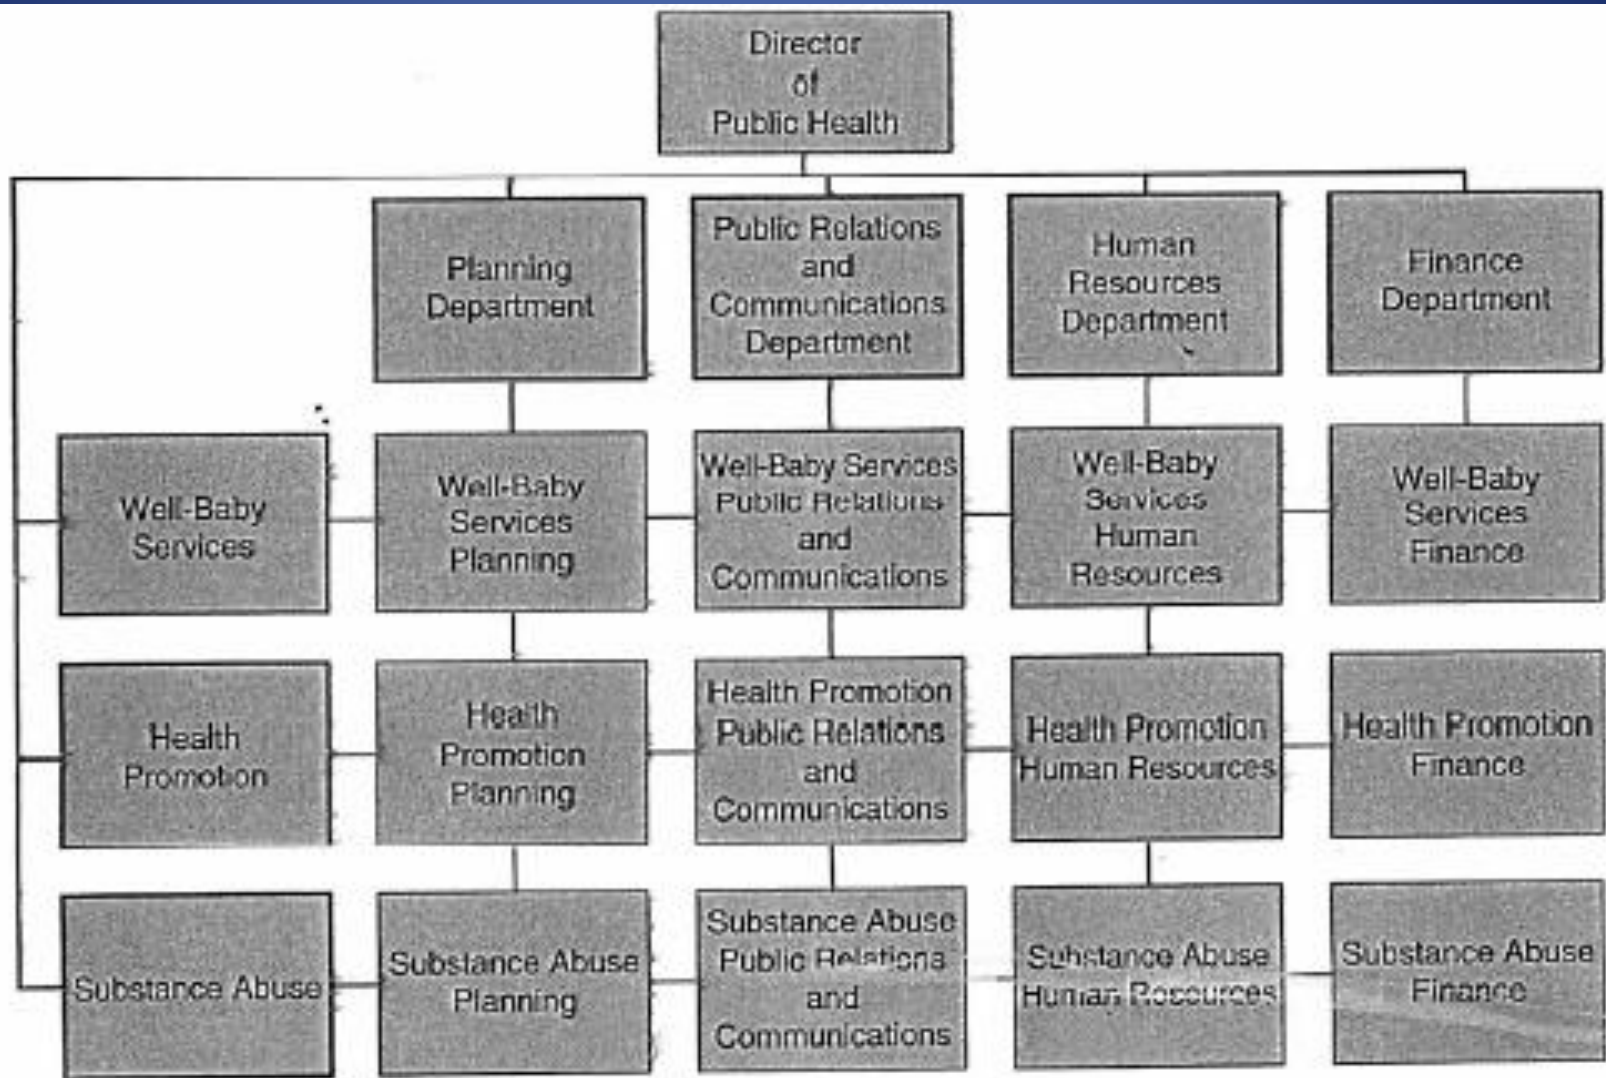 Director
of
Public Health
Planning
Department
Public Relations
and
Communications
Department
Human
Resources
Department
Finance
Department
Well-Baby
Services
Well-Baby
Services
Planning
Well-Baby Services
Public Relations
and
Communications
Well-Baby
Services
Human
Resources
Well-Baby
Services
Finance
Health
Promotion
Health
Promotion
Planning
Health Promotion
Public Relations
and
Communications
Health Promotion
Human Resources
Health Promotion
Finance
Substance Abuse
Substance Abuse
Planning
Substance Abuse
Public Relations
and
Communications
Substance Abuse
Human Resources
Substance Abuse
Finance